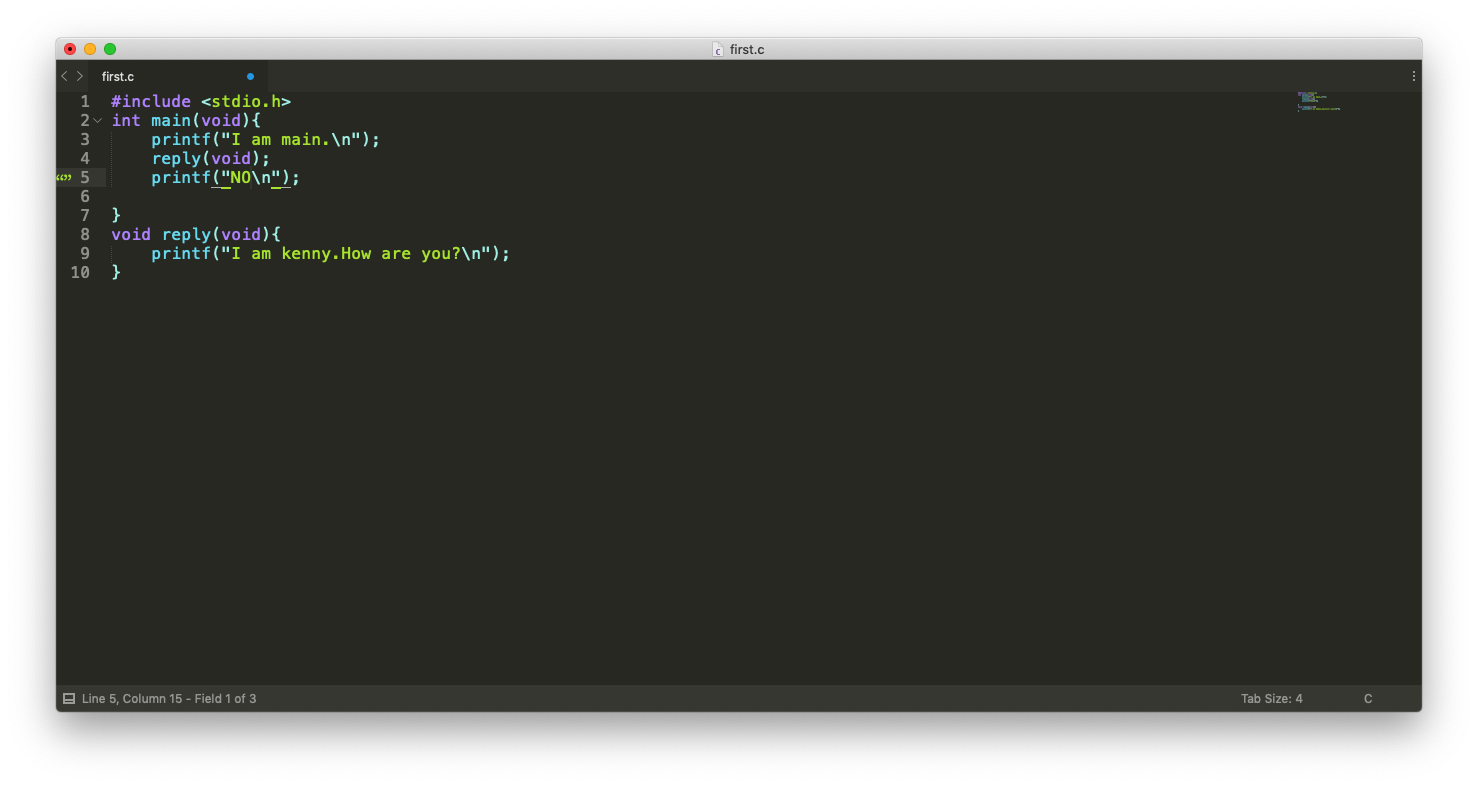 first.c
first.c
1 #include <stdio.h>
2 int main(void){
3     printf("I am main.\n");
4     reply(void);
5     printf("NO\n");
6
7 }
8 void reply(void){
9     printf("I am kenny.How are you?\n");
10 }
Line 5, Column 15 - Field 1 of 3 Tab Size: 4 C